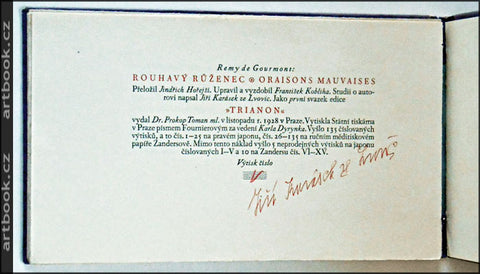 Remy de Gourmont:
ROUHAVÝ RŮŽENEC ⊛ ORAISONS MAUVAISES
Přeložil Jindřich Hořejší. Upravil a vyzdobil František Kobliha. Studii o auto-
rovi napsal Jiří Karásek ze Lvovic. Jako první svazek edice
»TRIANON«
vydal Dr. Prokop Toman ml. v listopadu r. 1928 v Praze. Vytiskla Státní tiskárna
v Praze písmem Fournierovým za vedení Karla Dyrynka. Vyšlo 135 číslovaných
výtisků, a to čís. 1–25 na pravém japonu, čís. 26–135 na ručním měditiskovém
papíře Zandersově. Mimo tento náklad vyšlo 5 neprodejných výtisků na japonu
číslovaných I–V a 10 na Zandersu čís. VI–XV.
Výtisk číslo
V
Jiří Karásek ze Lvovic
artbook.cz
artbook.cz